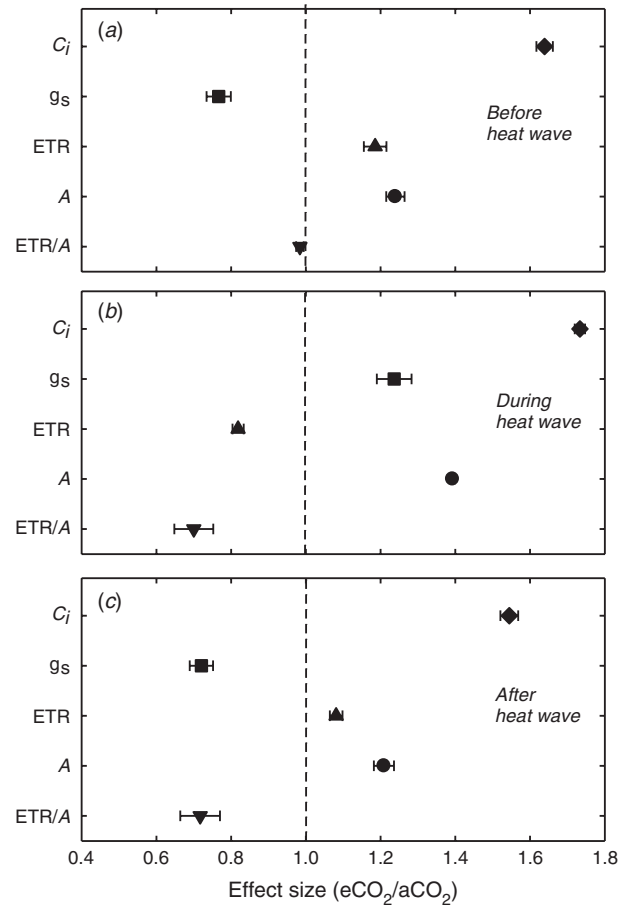 (a)
Cᵢ
gₛ
ETR
A
ETR/A
Before
heat wave
(b)
Cᵢ
gₛ
ETR
A
ETR/A
During
heat wave
(c)
Cᵢ
gₛ
ETR
A
ETR/A
After
heat wave
0.4 0.6 0.8 1.0 1.2 1.4 1.6 1.8
Effect size (eCO₂/aCO₂)